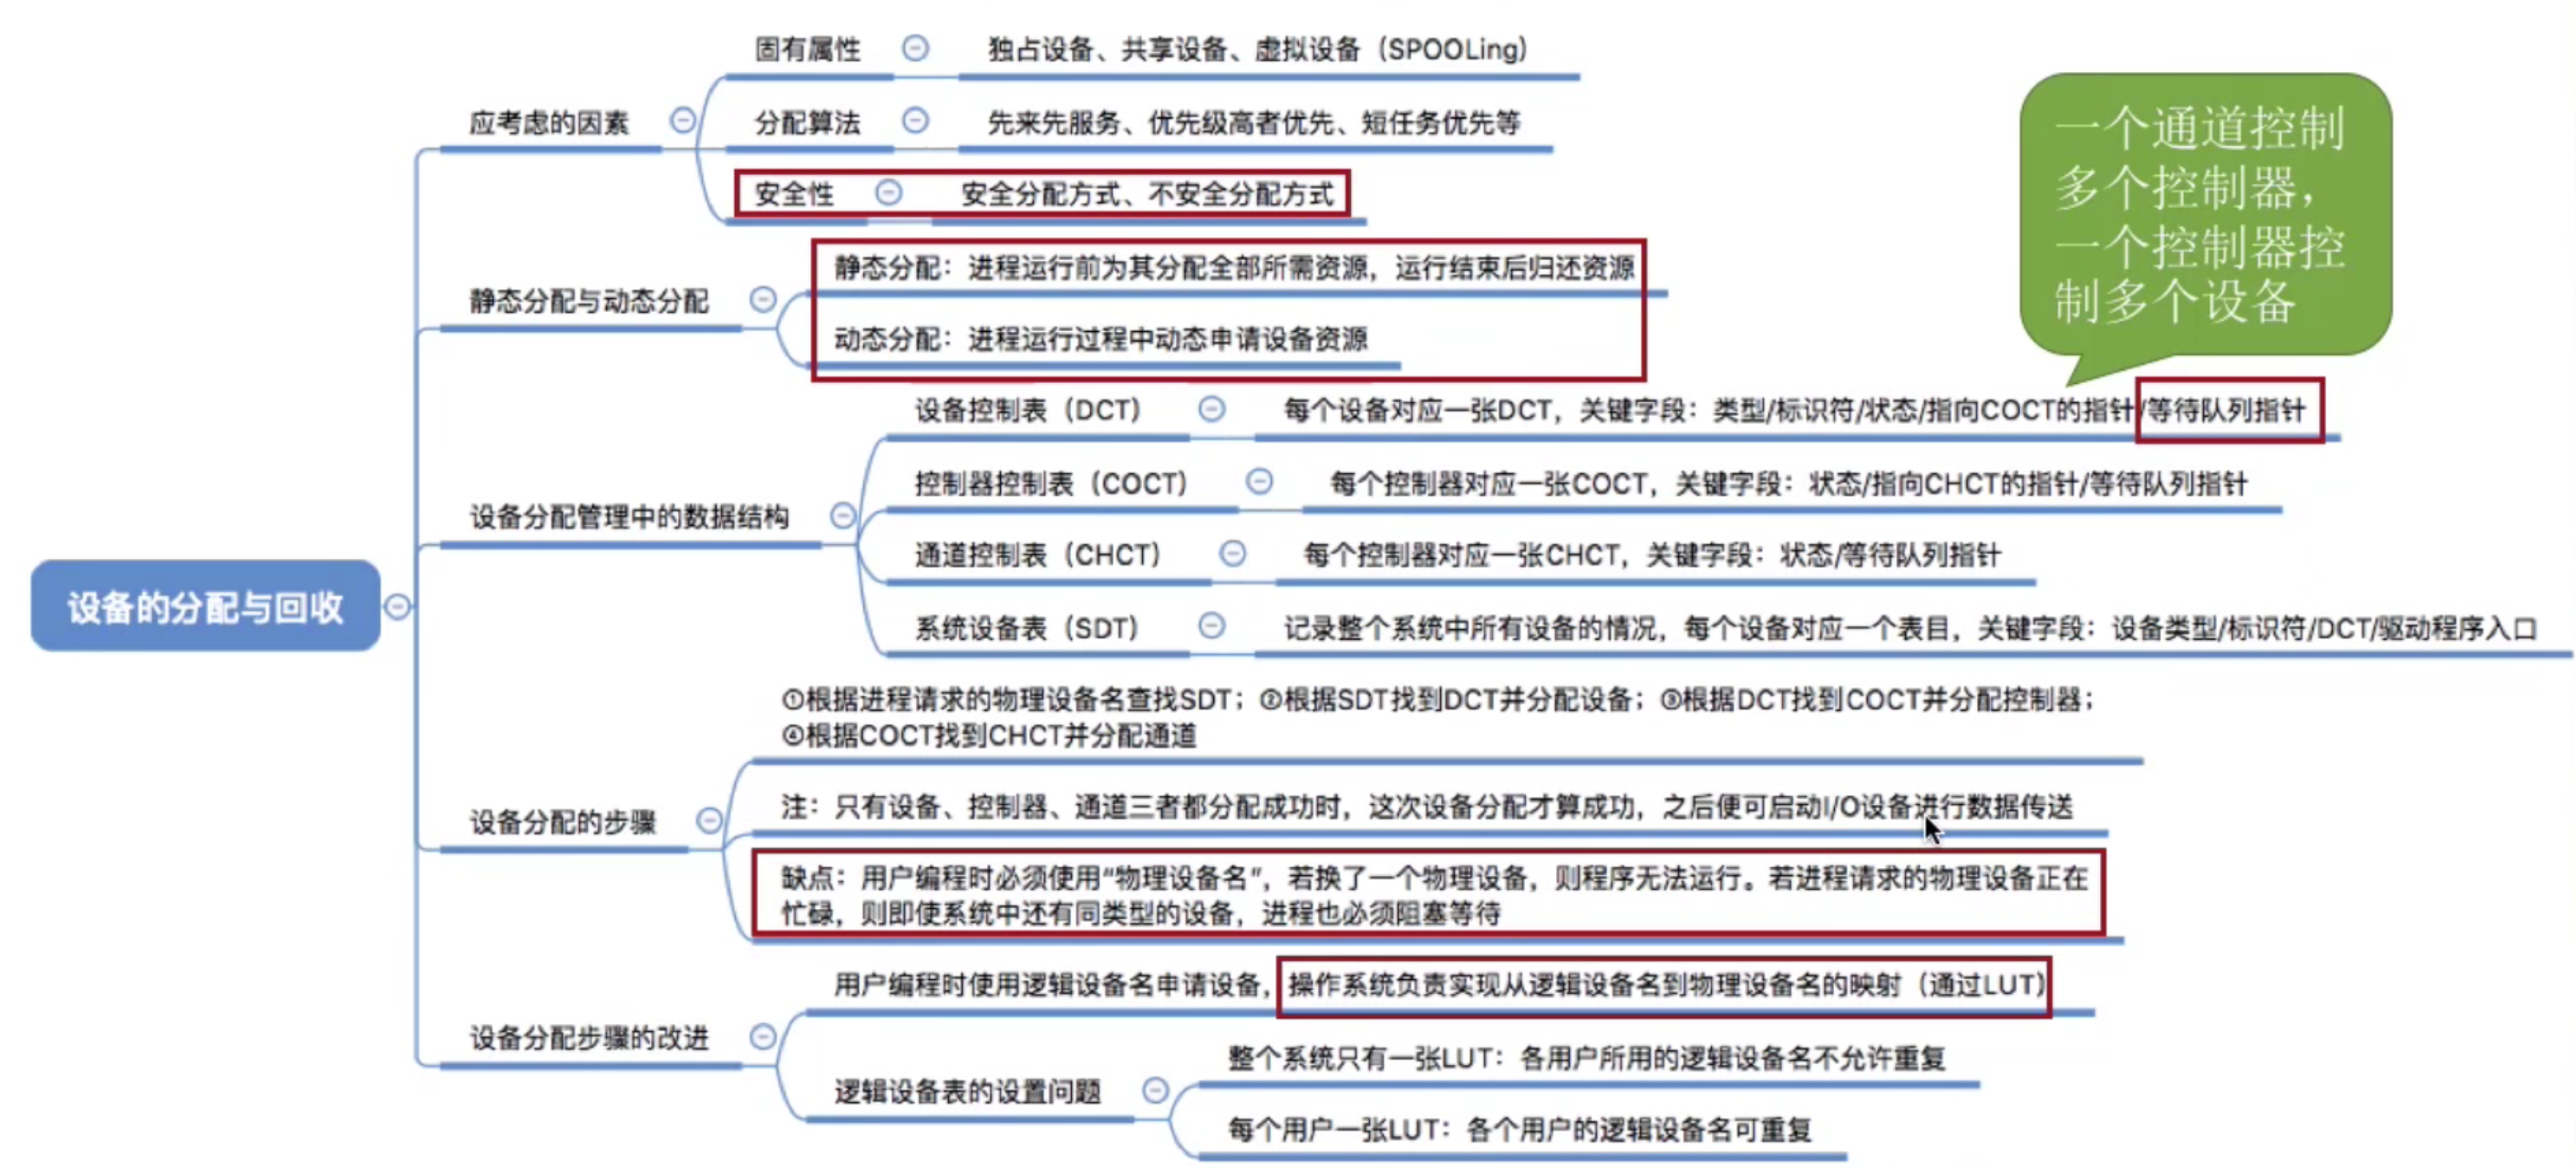 设备的分配与回收
应考虑的因素
固有属性
独占设备、共享设备、虚拟设备（SPOOLing）
分配算法
先来先服务、优先级高者优先、短任务优先等
安全性
安全分配方式、不安全分配方式
静态分配与动态分配
静态分配：进程运行前为其分配全部所需资源，运行结束后归还资源
动态分配：进程运行过程中动态申请设备资源
一个通道控制
多个控制器，
一个控制器控
制多个设备
设备分配管理中的数据结构
设备控制表（DCT）
每个设备对应一张DCT，关键字段：类型/标识符/状态/指向COCT的指针/等待队列指针
控制器控制表（COCT）
每个控制器对应一张COCT，关键字段：状态/指向CHCT的指针/等待队列指针
通道控制表（CHCT）
每个控制器对应一张CHCT，关键字段：状态/等待队列指针
系统设备表（SDT）
记录整个系统中所有设备的情况，每个设备对应一个表目，关键字段：设备类型/标识符/DCT/驱动程序入口
设备分配的步骤
①根据进程请求的物理设备名查找SDT；②根据SDT找到DCT并分配设备；③根据DCT找到COCT并分配控制器；
④根据COCT找到CHCT并分配通道
注：只有设备、控制器、通道三者都分配成功时，这次设备分配才算成功，之后便可启动I/O设备进行数据传送
缺点：用户编程时必须使用“物理设备名”，若换了一个物理设备，则程序无法运行。若进程请求的物理设备正在
忙碌，则即使系统中还有同类型的设备，进程也必须阻塞等待
设备分配步骤的改进
用户编程时使用逻辑设备名申请设备，操作系统负责实现从逻辑设备名到物理设备名的映射（通过LUT）
逻辑设备表的设置问题
整个系统只有一张LUT：各用户所用的逻辑设备名不允许重复
每个用户一张LUT：各个用户的逻辑设备名可重复